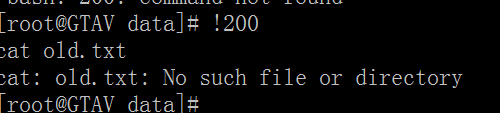 bash: 200: command not found
[root@GTAV data]# !200
cat old.txt
cat: old.txt: No such file or directory
[root@GTAV data]#